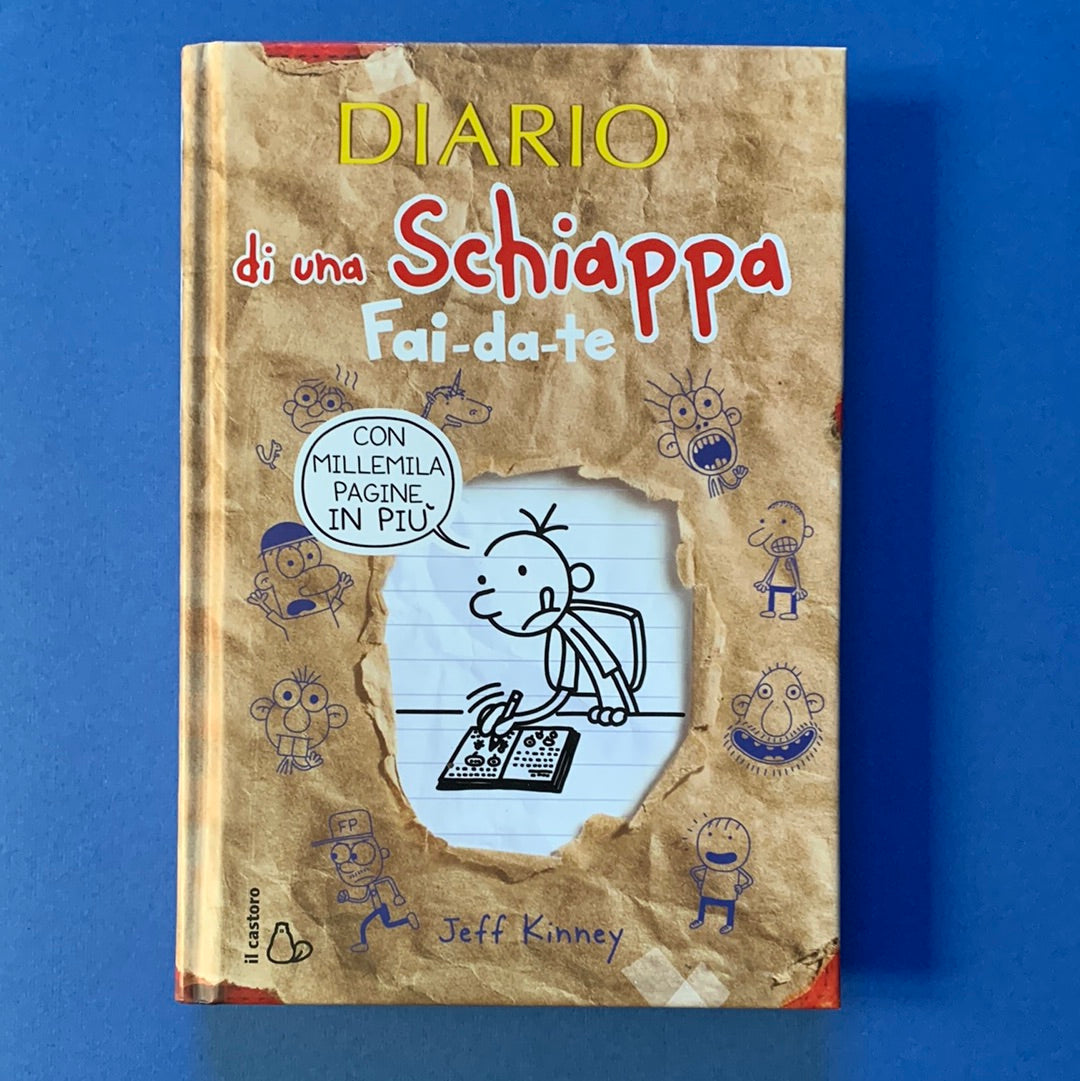 DIARIO
di una Schiappa
Fai-da-te
CON
MILLEMILA
PAGINE
IN PIÙ
FP
Jeff Kinney
il castoro